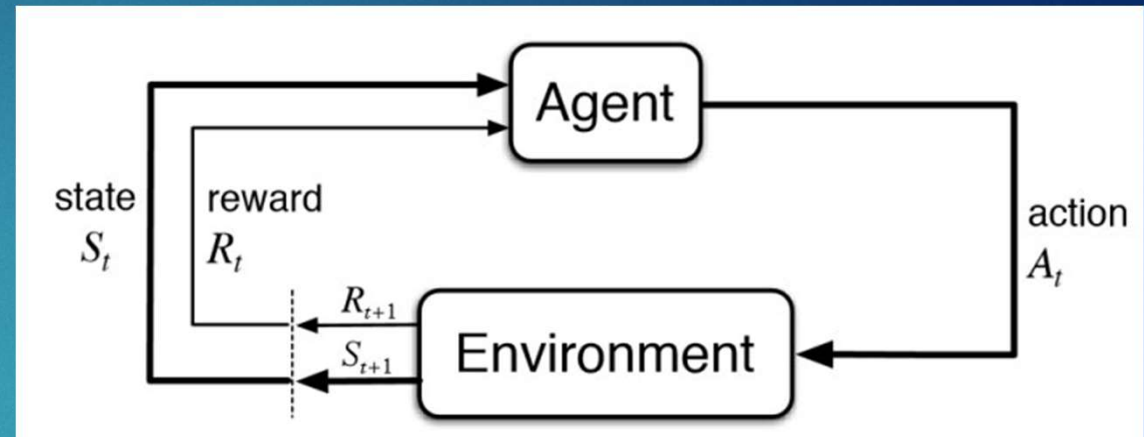 Agent
state
S_t
reward
R_t
action
A_t
R_{t+1}
S_{t+1}
Environment